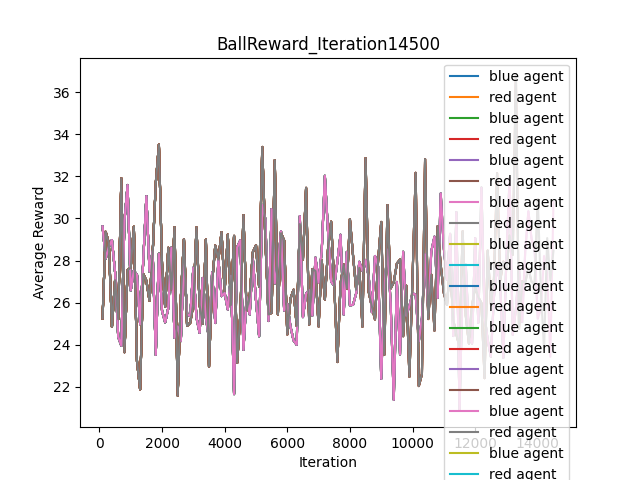 BallReward_Iteration14500
Average Reward
36
34
32
30
28
26
24
22
0 2000 4000 6000 8000 10000 12000 14000
Iteration
blue agent
red agent
blue agent
red agent
blue agent
red agent
blue agent
red agent
blue agent
red agent
blue agent
red agent
blue agent
red agent
blue agent
red agent
blue agent
red agent
blue agent
red agent